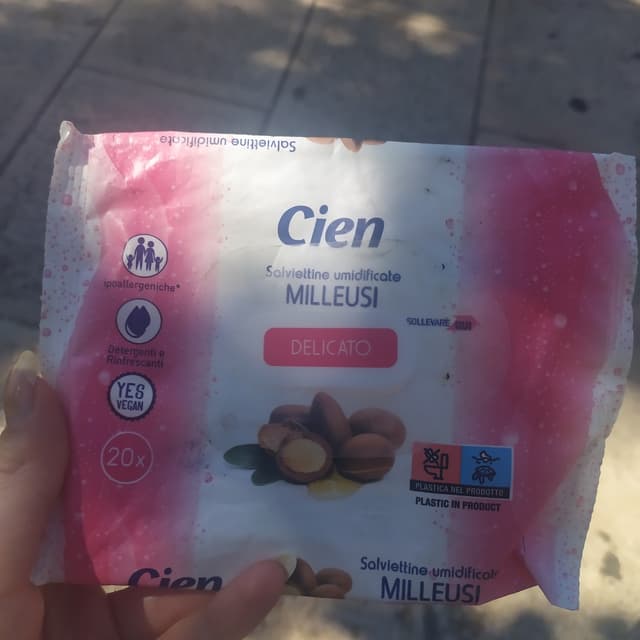 Salviettine umidificate
Cien
Salviettine umidificate
MILLEUSI
SOLLEVARE QUI
DELICATO
ipoallergeniche*
Detergenti e
Rinfrescanti
YES
VEGAN
20x
PLASTICA NEL PRODOTTO
PLASTIC IN PRODUCT
Cien
Salviettine umidificate
MILLEUSI